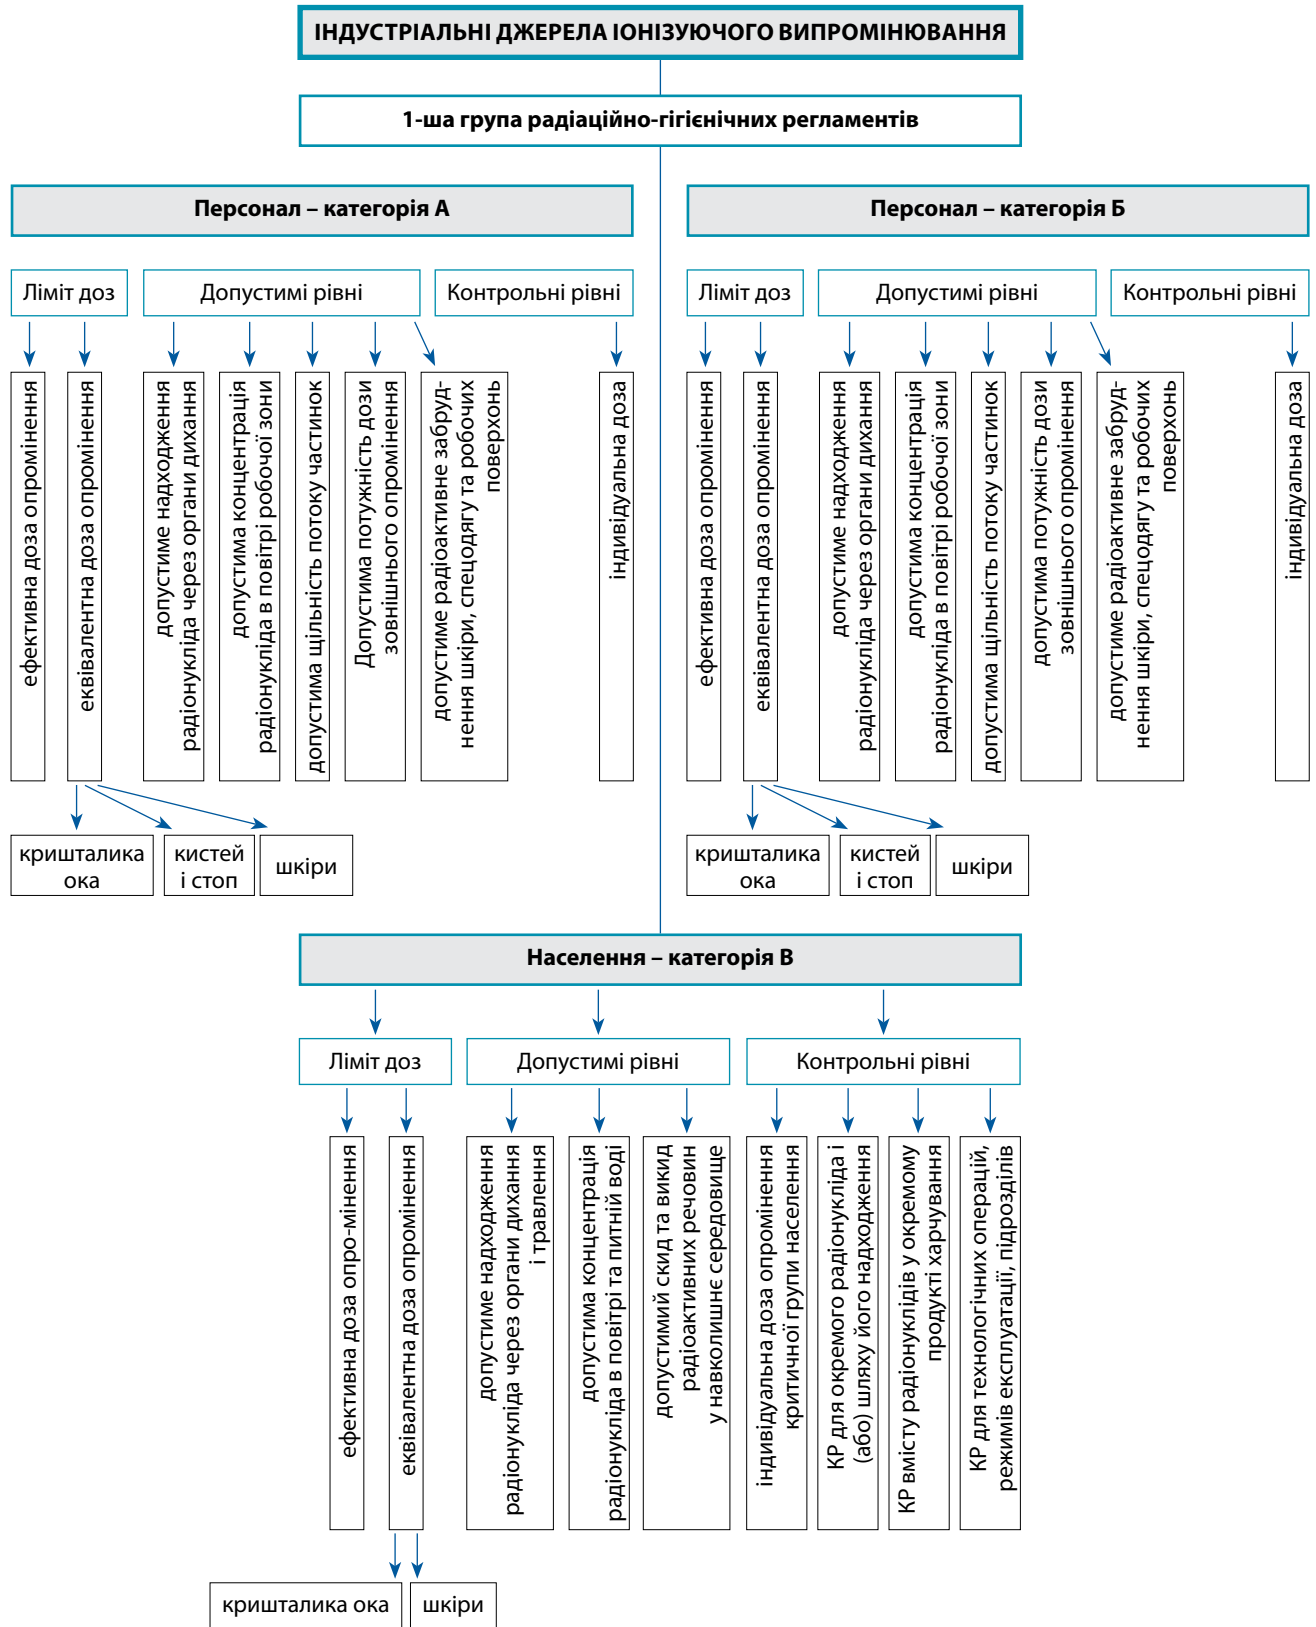 ІНДУСТРІАЛЬНІ ДЖЕРЕЛА ІОНІЗУЮЧОГО ВИПРОМІНЮВАННЯ
1-ша група радіаційно-гігієнічних регламентів
Персонал – категорія А
Ліміт доз
Допустимі рівні
Контрольні рівні
ефективна доза опромінення
еквівалентна доза опромінення
допустиме надходження
радіонукліда через органи дихання
допустима концентрація
радіонукліда в повітрі робочої зони
допустима щільність потоку частинок
Допустима потужність дози
зовнішнього опромінення
допустиме радіоактивне забруд-
нення шкіри, спецодягу та робочих
поверхонь
індивідуальна доза
кришталика
ока
кистей
і стоп
шкіри
Персонал – категорія Б
Ліміт доз
Допустимі рівні
Контрольні рівні
ефективна доза опромінення
еквівалентна доза опромінення
допустиме надходження
радіонукліда через органи дихання
допустима концентрація
радіонукліда в повітрі робочої зони
допустима щільність потоку частинок
допустима потужність дози
зовнішнього опромінення
допустиме радіоактивне забруд-
нення шкіри, спецодягу та робочих
поверхонь
індивідуальна доза
кришталика
ока
кистей
і стоп
шкіри
Населення – категорія В
Ліміт доз
Допустимі рівні
Контрольні рівні
ефективна доза опро-мінення
еквівалентна доза опромінення
допустиме надходження
радіонукліда через органи дихання
і травлення
допустима концентрація
радіонукліда в повітрі та питній воді
допустимий скид та викид
радіоактивних речовин
у навколишнє середовище
індивідуальна доза опромінення
критичної групи населення
КР для окремого радіонукліда і
(або) шляху його надходження
КР вмісту радіонуклідів у окремому
продукті харчування
КР для технологічних операцій,
режимів експлуатації, підрозділів
кришталика ока
шкіри